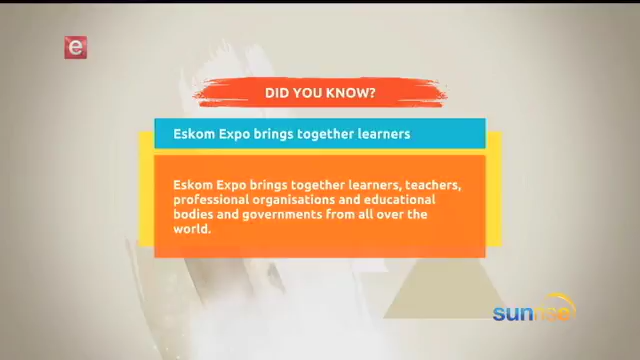 e
DID YOU KNOW?
Eskom Expo brings together learners
Eskom Expo brings together learners, teachers,
professional organisations and educational
bodies and governments from all over the
world.
sunrise